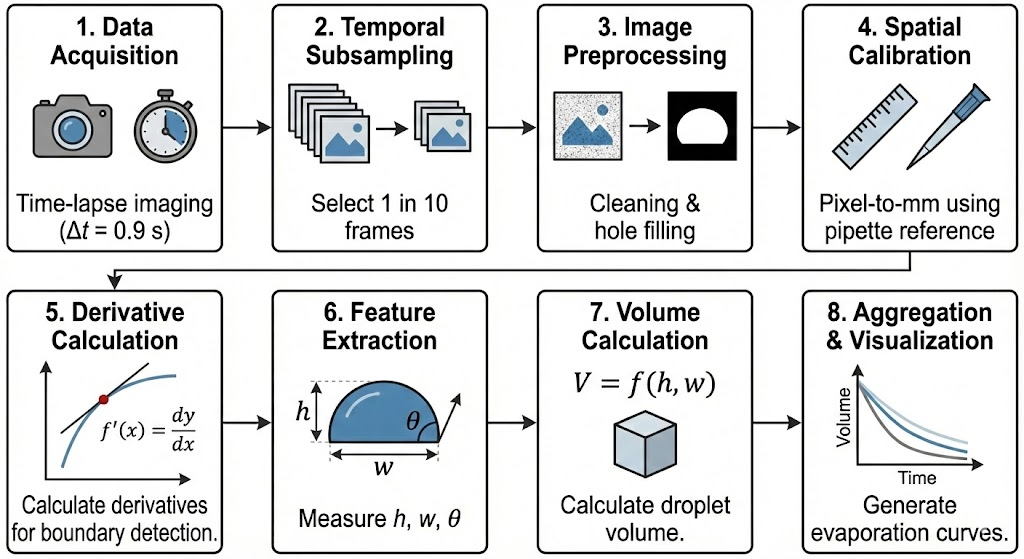 1. Data
Acquisition
Time-lapse imaging
(Δt = 0.9 s)
2. Temporal
Subsampling
Select 1 in 10
frames
3. Image
Preprocessing
Cleaning &
hole filling
4. Spatial
Calibration
Pixel-to-mm using
pipette reference
5. Derivative
Calculation
f'(x) = dy/dx
Calculate derivatives
for boundary detection.
6. Feature
Extraction
h
θ
w
Measure h, w, θ
7. Volume
Calculation
V = f(h, w)
Calculate droplet
volume.
8. Aggregation
& Visualization
Volume
Time
Generate
evaporation curves.